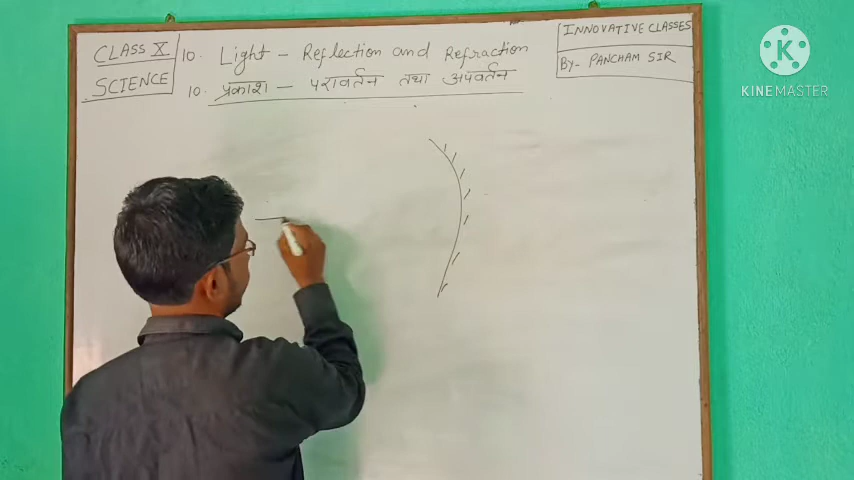 CLASS X
SCIENCE
10. Light - Reflection and Refraction
10. प्रकाश - परावर्तन तथा अपवर्तन
INNOVATIVE CLASSES
By- PANCHAM SIR
K
KINEMASTER